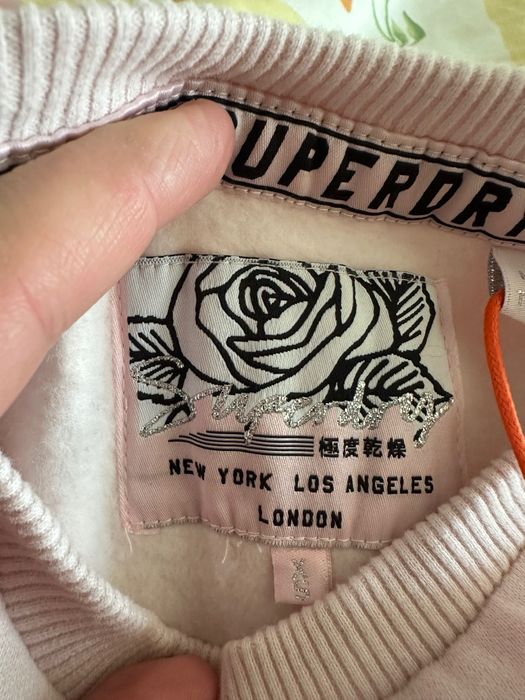 SUPERDRY
Superdry
極度乾燥
NEW YORK LOS ANGELES
LONDON